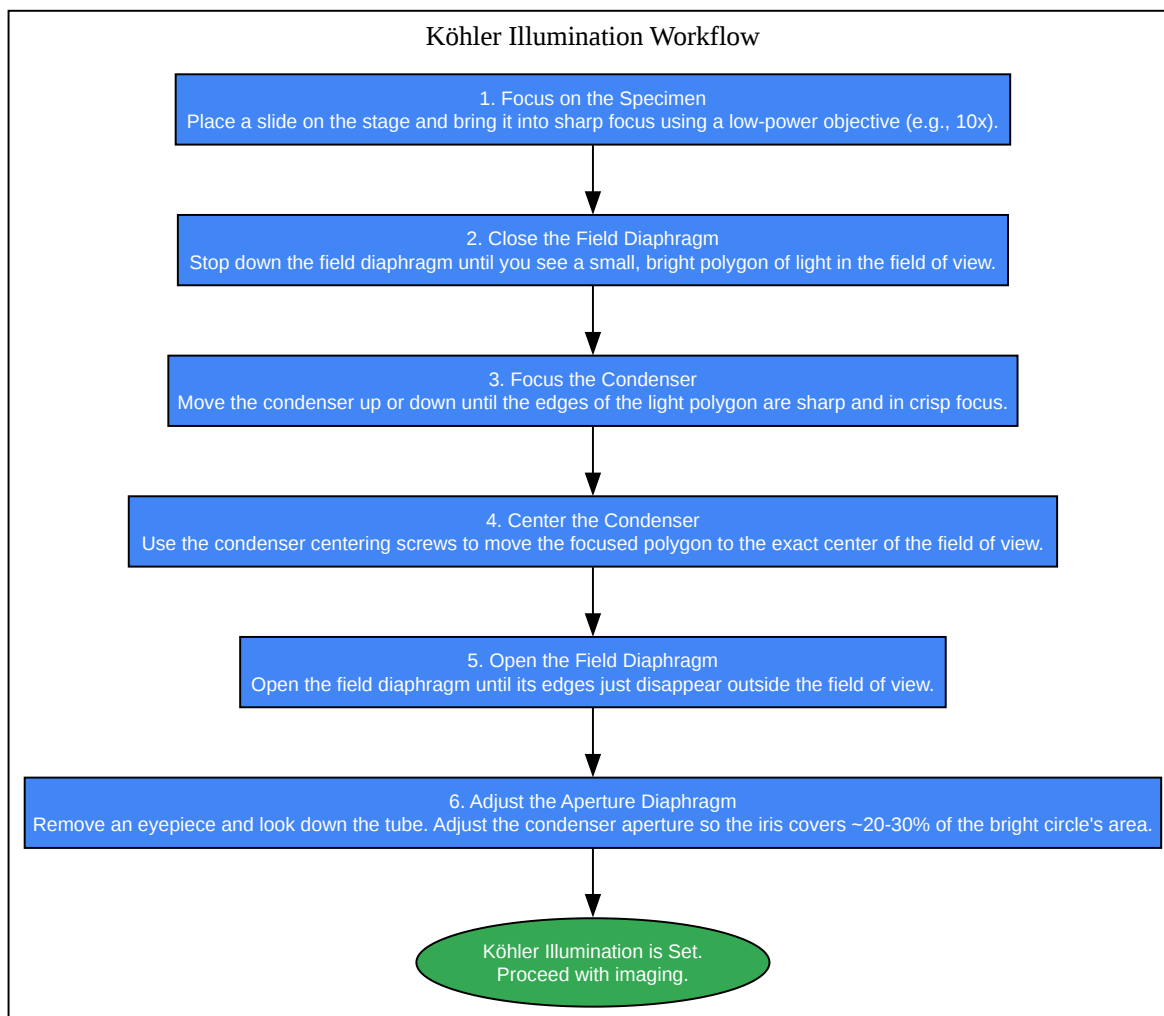 Köhler Illumination Workflow
1. Focus on the Specimen
Place a slide on the stage and bring it into sharp focus using a low-power objective (e.g., 10x).
2. Close the Field Diaphragm
Stop down the field diaphragm until you see a small, bright polygon of light in the field of view.
3. Focus the Condenser
Move the condenser up or down until the edges of the light polygon are sharp and in crisp focus.
4. Center the Condenser
Use the condenser centering screws to move the focused polygon to the exact center of the field of view.
5. Open the Field Diaphragm
Open the field diaphragm until its edges just disappear outside the field of view.
6. Adjust the Aperture Diaphragm
Remove an eyepiece and look down the tube. Adjust the condenser aperture so the iris covers ~20-30% of the bright circle's area.
Köhler Illumination is Set.
Proceed with imaging.